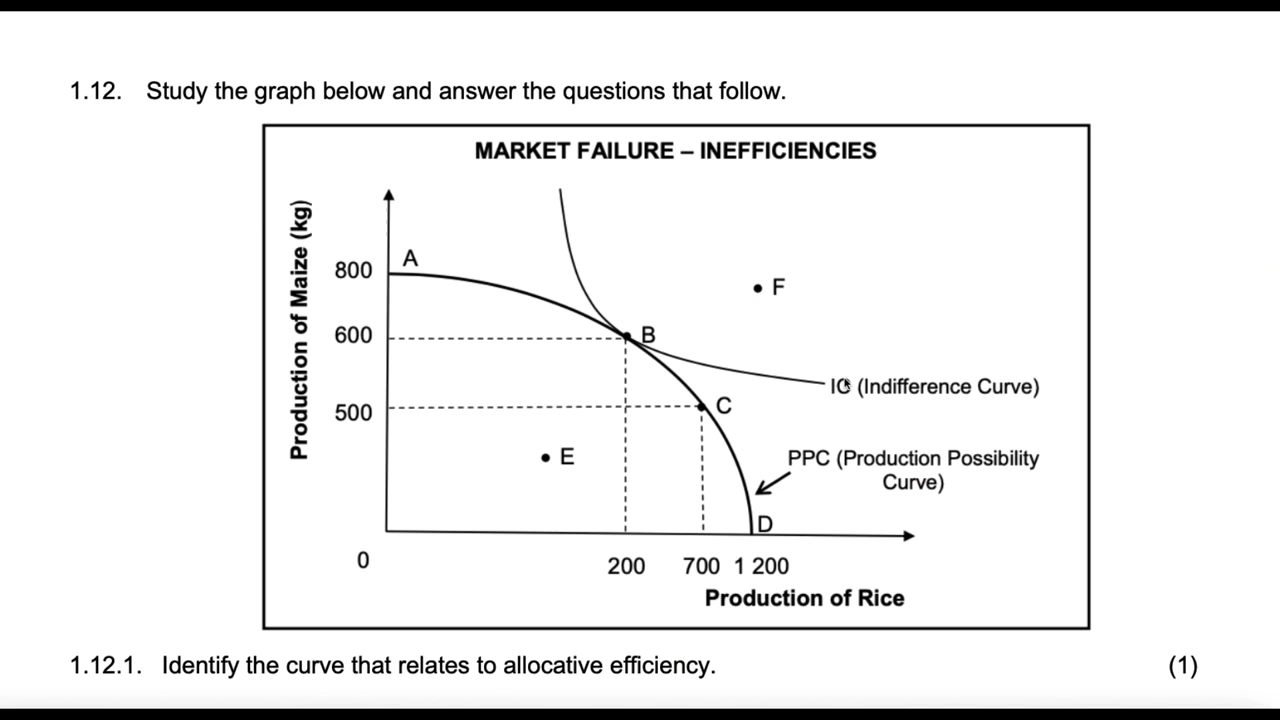 1.12. Study the graph below and answer the questions that follow.
MARKET FAILURE – INEFFICIENCIES
Production of Maize (kg)
800
A
F
600
B
IC (Indifference Curve)
500
C
E
PPC (Production Possibility
Curve)
D
0
200
700
1 200
Production of Rice
1.12.1. Identify the curve that relates to allocative efficiency. (1)